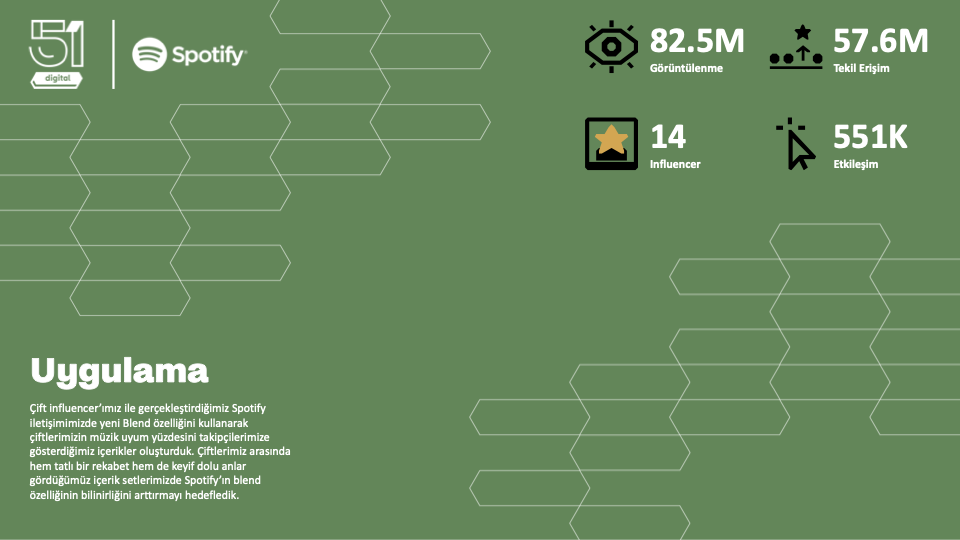 51
digital
Spotify
82.5M
Görüntülenme
57.6M
Tekil Erişim
14
Influencer
551K
Etkileşim
Uygulama
Çift influencer’ımız ile gerçekleştirdiğimiz Spotify
iletişimimizde yeni Blend özelliğini kullanarak
çiftlerimizin müzik uyum yüzdesini takipçilerimize
gösterdiğimiz içerikler oluşturduk. Çiftlerimiz arasında
hem tatlı bir rekabet hem de keyif dolu anlar
gördüğümüz içerik setlerimizde Spotify’ın blend
özelliğinin bilinirliğini arttırmayı hedefledik.